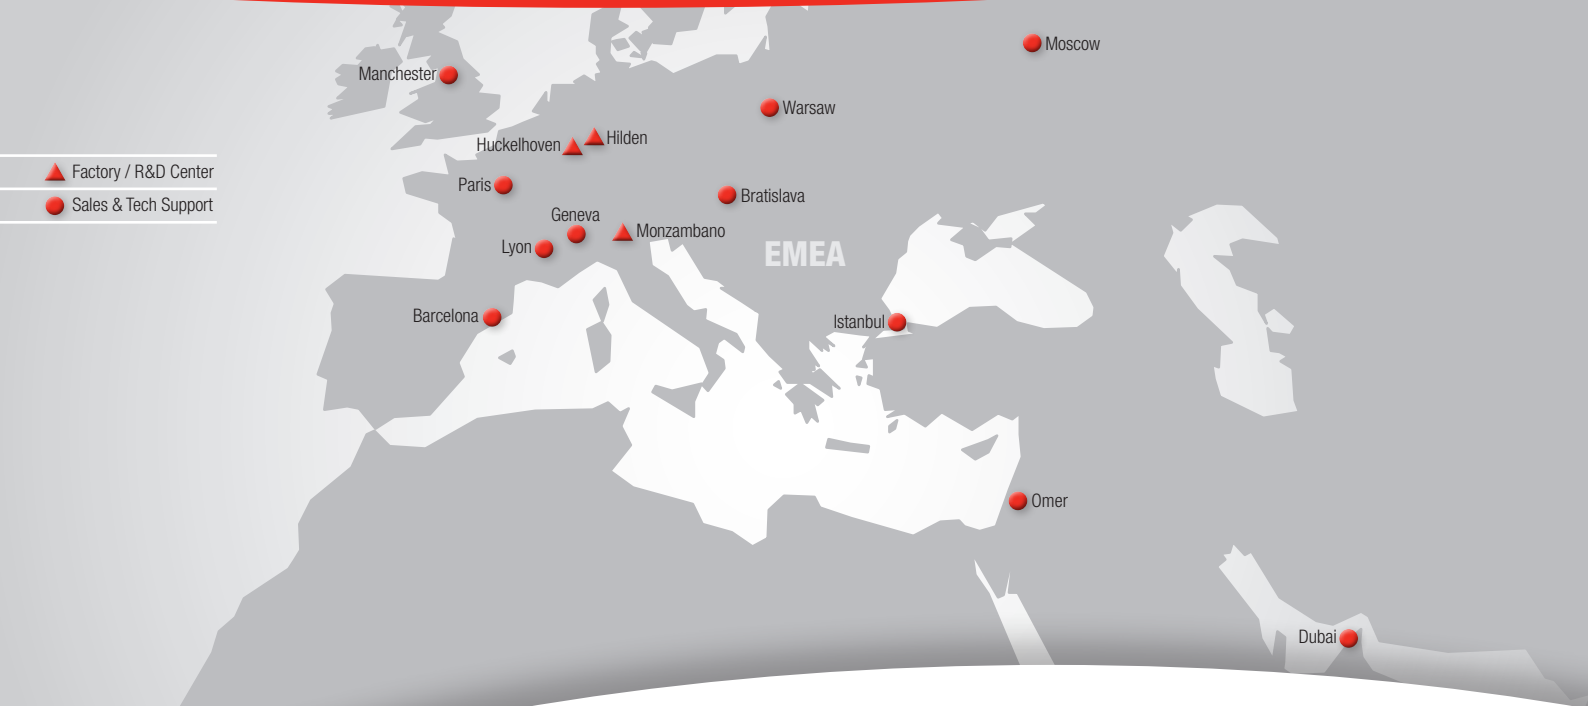 Moscow
Manchester
Warsaw
Hilden
Huckelhoven
Factory / R&D Center
Paris
Bratislava
Sales & Tech Support
Geneva
Monzambano
Lyon
EMEA
Barcelona
Istanbul
Omer
Dubai